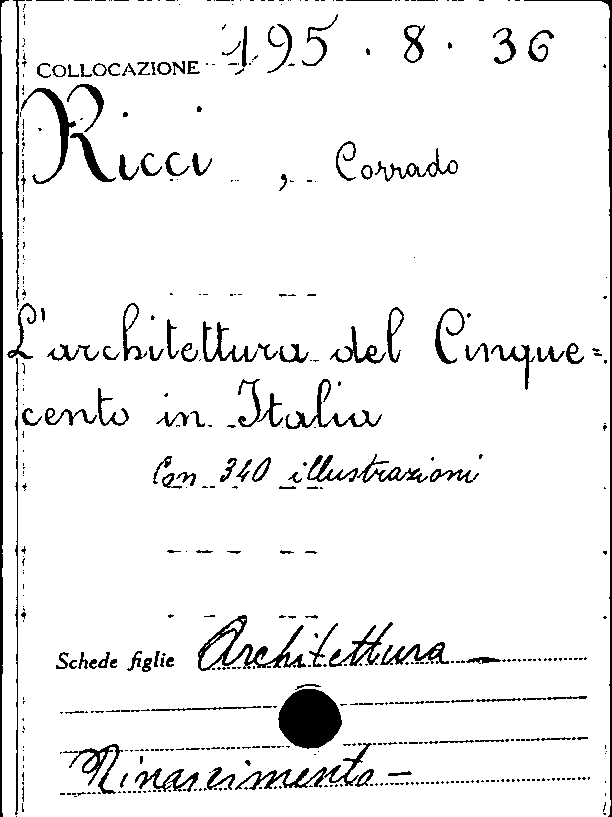 COLLOCAZIONE 195 . 8 . 36
Ricci , Corrado
L'architettura del Cinque=
cento in Italia
Con 340 illustrazioni
Schede figlie Architettura —
Rinascimento —